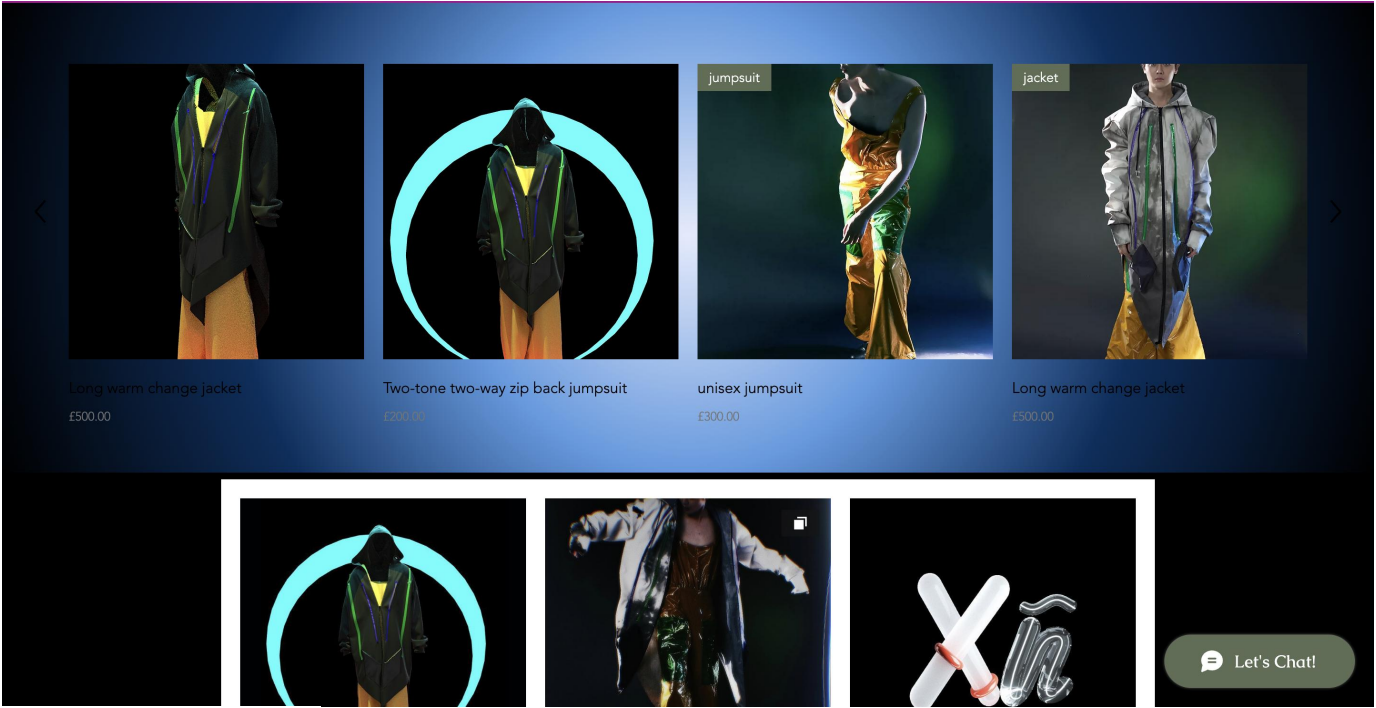 jumpsuit
jacket
Long warm change jacket
£500.00
Two-tone two-way zip back jumpsuit
£200.00
unisex jumpsuit
£300.00
Long warm change jacket
£500.00
Xīn
Let's Chat!